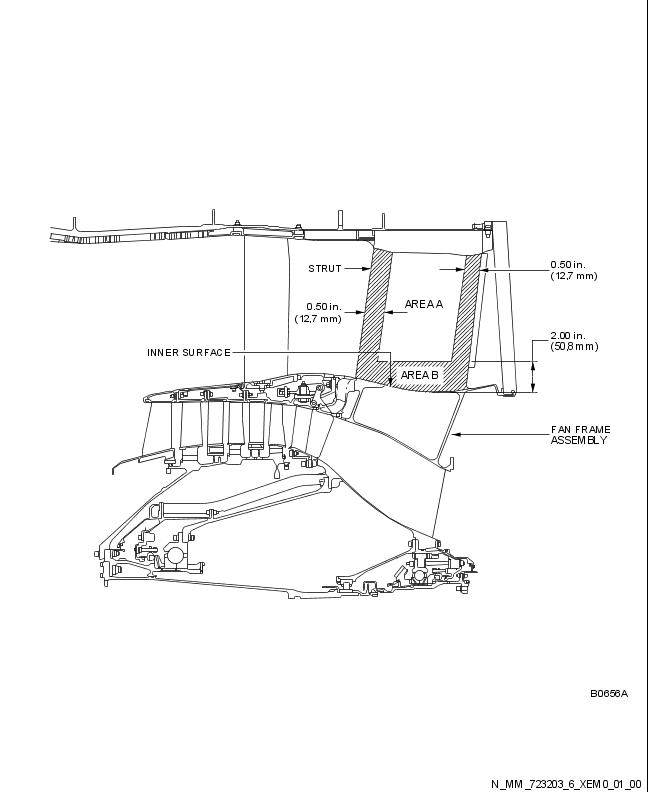 STRUT
0.50 in.
(12,7 mm)
0.50 in.
(12,7 mm)
AREA A
2.00 in.
(50,8 mm)
INNER SURFACE
AREA B
FAN FRAME
ASSEMBLY
B0656A
N_MM_723203_6_XEM0_01_00